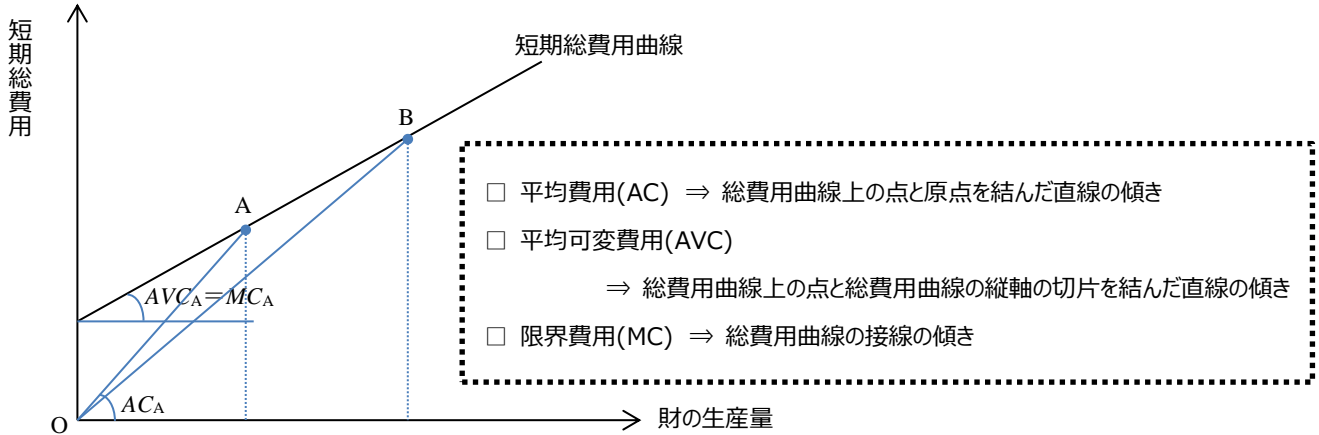 短期総費用
短期総費用曲線
B
A
AVCA＝MCA
ACA
O
財の生産量
□ 平均費用(AC) ⇒ 総費用曲線上の点と原点を結んだ直線の傾き
□ 平均可変費用(AVC)
⇒ 総費用曲線上の点と総費用曲線の縦軸の切片を結んだ直線の傾き
□ 限界費用(MC) ⇒ 総費用曲線の接線の傾き